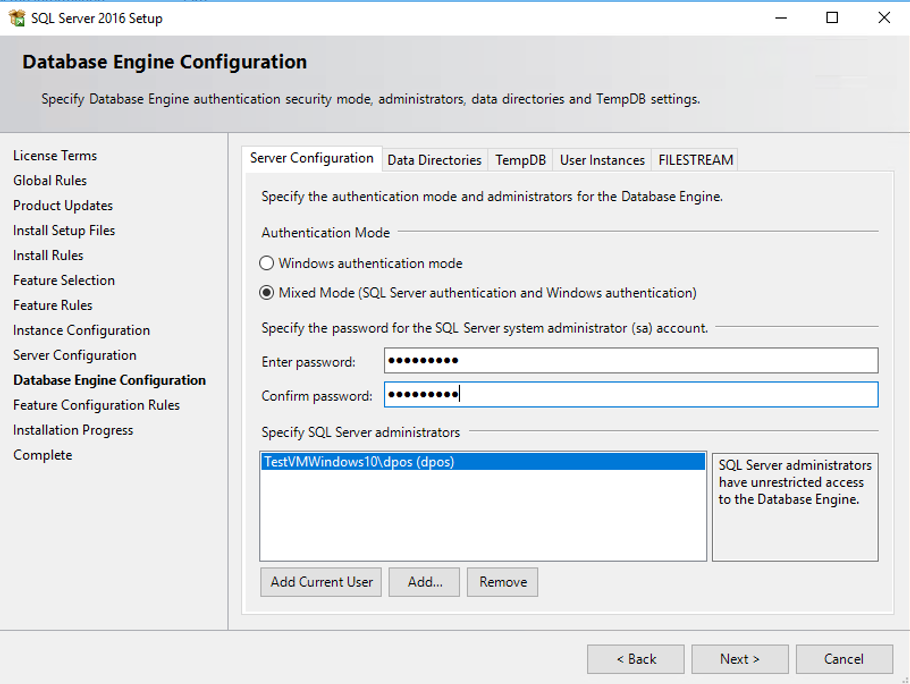 SQL Server 2016 Setup
Database Engine Configuration
Specify Database Engine authentication security mode, administrators, data directories and TempDB settings.
License Terms
Global Rules
Product Updates
Install Setup Files
Install Rules
Feature Selection
Feature Rules
Instance Configuration
Server Configuration
Database Engine Configuration
Feature Configuration Rules
Installation Progress
Complete
Server Configuration Data Directories TempDB User Instances FILESTREAM
Specify the authentication mode and administrators for the Database Engine.
Authentication Mode
Windows authentication mode
Mixed Mode (SQL Server authentication and Windows authentication)
Specify the password for the SQL Server system administrator (sa) account.
Enter password: ●●●●●●●●●
Confirm password: ●●●●●●●●●
Specify SQL Server administrators
TestVMWindows10\dpos (dpos)
SQL Server administrators
have unrestricted access
to the Database Engine.
Add Current User Add... Remove
< Back Next > Cancel